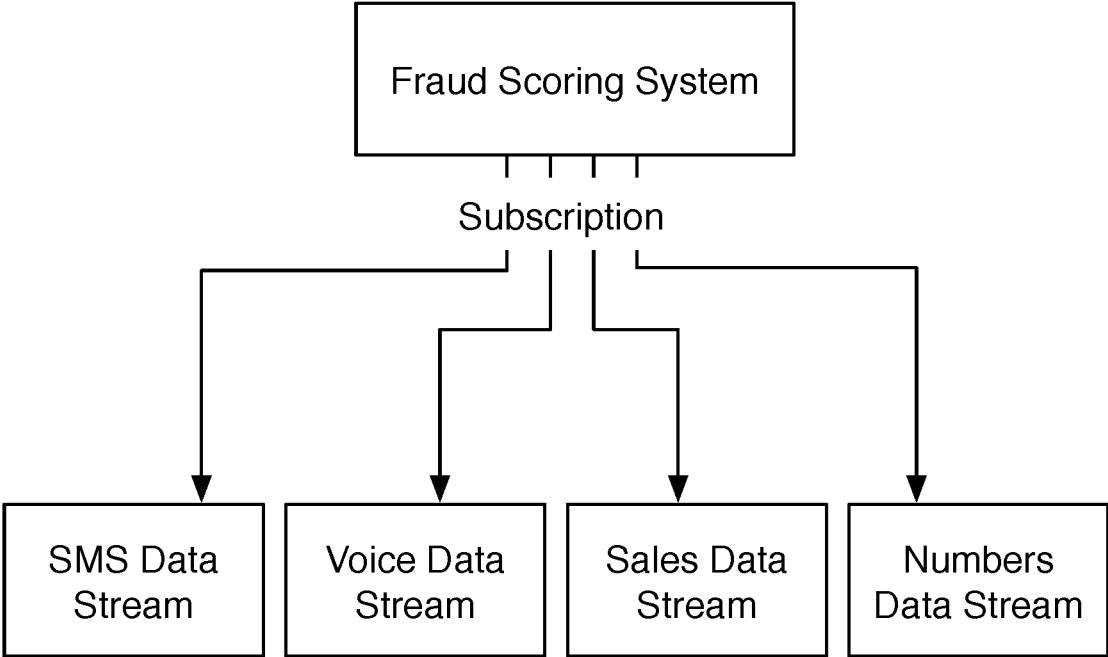 Fraud Scoring System
Subscription
SMS Data
Stream
Voice Data
Stream
Sales Data
Stream
Numbers
Data Stream